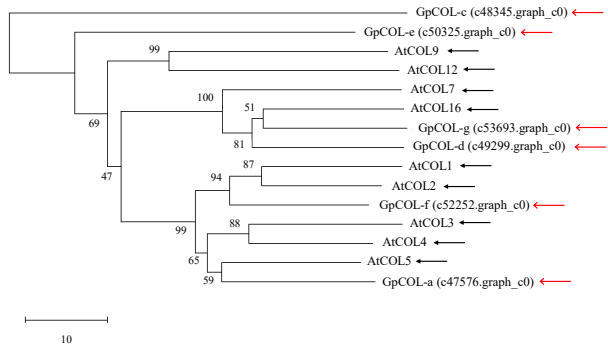 GpCOL-c (c48345.graph_c0)
GpCOL-e (c50325.graph_c0)
99
AtCOL9
AtCOL12
69
AtCOL7
100
AtCOL16
51
GpCOL-g (c53693.graph_c0)
81
GpCOL-d (c49299.graph_c0)
47
87
AtCOL1
94
AtCOL2
GpCOL-f (c52252.graph_c0)
99
88
AtCOL3
AtCOL4
65
AtCOL5
59
GpCOL-a (c47576.graph_c0)
10